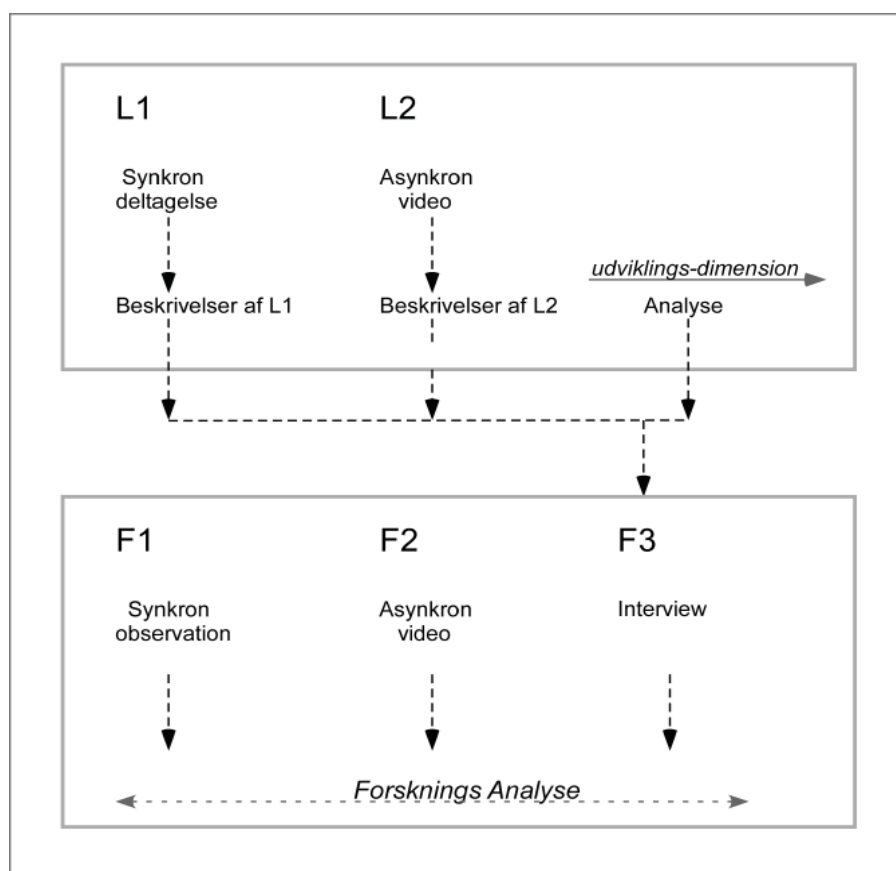 L1
L2
Synkron
deltagelse
Asynkron
video
udviklings-dimension
Beskrivelser af L1
Beskrivelser af L2
Analyse
F1
F2
F3
Synkron
observation
Asynkron
video
Interview
Forsknings Analyse